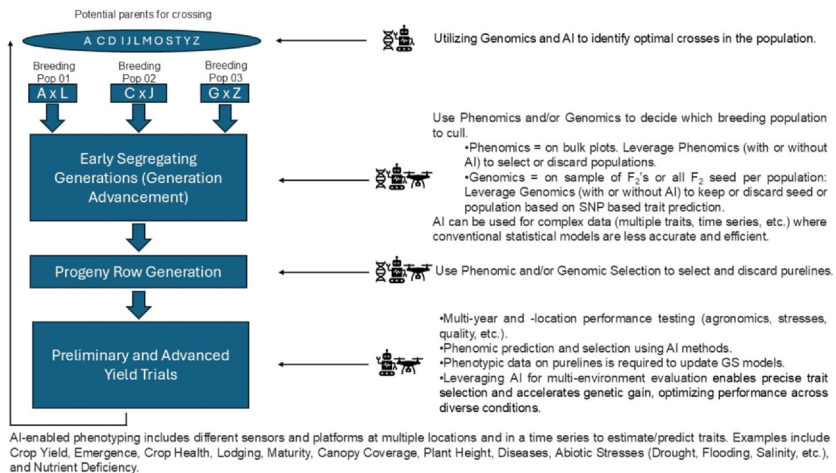 Potential parents for crossing
A C D I J L M O S T Y Z
Utilizing Genomics and AI to identify optimal crosses in the population.
Breeding Pop 01
Breeding Pop 02
Breeding Pop 03
A x L
C x J
G x Z
Early Segregating
Generations (Generation
Advancement)
Use Phenomics and/or Genomics to decide which breeding population
to cull.
•Phenomics = on bulk plots. Leverage Phenomics (with or without
AI) to select or discard populations.
•Genomics = on sample of F₂'s or all F₂ seed per population:
Leverage Genomics (with or without AI) to keep or discard seed or
population based on SNP based trait prediction.
AI can be used for complex data (multiple traits, time series, etc.) where
conventional statistical models are less accurate and efficient.
Progeny Row Generation
Use Phenomic and/or Genomic Selection to select and discard purelines.
Preliminary and Advanced
Yield Trials
•Multi-year and -location performance testing (agronomics, stresses,
quality, etc.).
•Phenomic prediction and selection using AI methods.
•Phenotypic data on purelines is required to update GS models.
•Leveraging AI for multi-environment evaluation enables precise trait
selection and accelerates genetic gain, optimizing performance across
diverse conditions.
AI-enabled phenotyping includes different sensors and platforms at multiple locations and in a time series to estimate/predict traits. Examples include
Crop Yield, Emergence, Crop Health, Lodging, Maturity, Canopy Coverage, Plant Height, Diseases, Abiotic Stresses (Drought, Flooding, Salinity, etc.),
and Nutrient Deficiency.